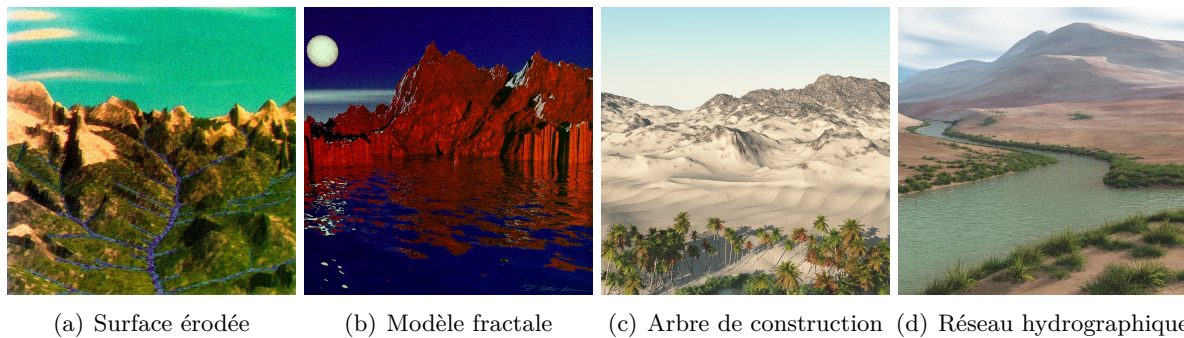 (a) Surface érodée
(b) Modèle fractale
(c) Arbre de construction
(d) Réseau hydrographique